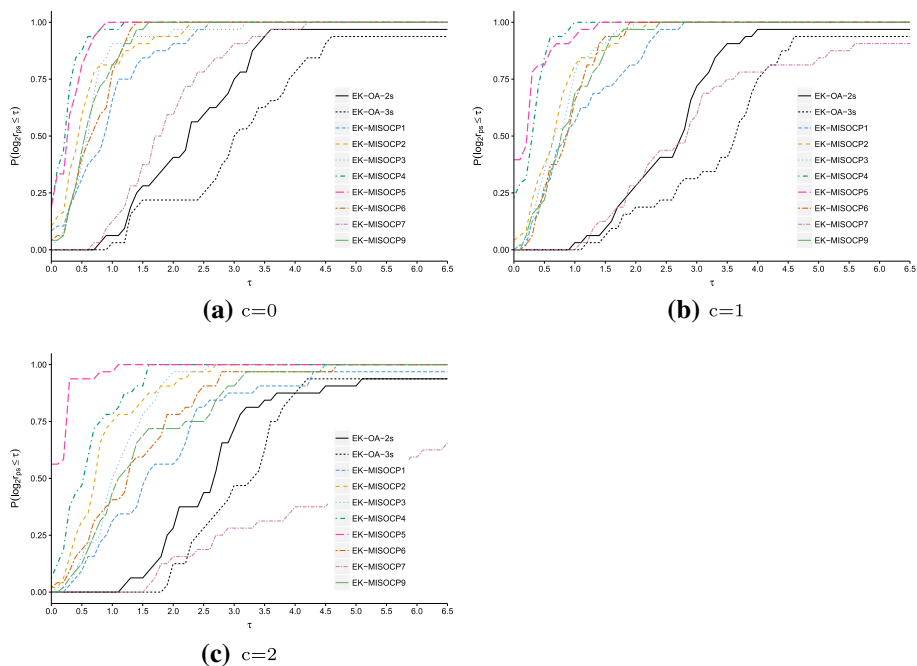 1.00
0.75
0.50
0.25
0.00
P(log₂rₚₛ ≤ τ)
EK−OA−2s
EK−OA−3s
EK−MISOCP1
EK−MISOCP2
EK−MISOCP3
EK−MISOCP4
EK−MISOCP5
EK−MISOCP6
EK−MISOCP7
EK−MISOCP9
0.0 0.5 1.0 1.5 2.0 2.5 3.0 3.5 4.0 4.5 5.0 5.5 6.0 6.5
τ
(a) c=0
1.00
0.75
0.50
0.25
0.00
P(log₂rₚₛ ≤ τ)
EK−OA−2s
EK−OA−3s
EK−MISOCP1
EK−MISOCP2
EK−MISOCP3
EK−MISOCP4
EK−MISOCP5
EK−MISOCP6
EK−MISOCP7
EK−MISOCP9
0.0 0.5 1.0 1.5 2.0 2.5 3.0 3.5 4.0 4.5 5.0 5.5 6.0 6.5
τ
(b) c=1
1.00
0.75
0.50
0.25
0.00
P(log₂rₚₛ ≤ τ)
EK−OA−2s
EK−OA−3s
EK−MISOCP1
EK−MISOCP2
EK−MISOCP3
EK−MISOCP4
EK−MISOCP5
EK−MISOCP6
EK−MISOCP7
EK−MISOCP9
0.0 0.5 1.0 1.5 2.0 2.5 3.0 3.5 4.0 4.5 5.0 5.5 6.0 6.5
τ
(c) c=2